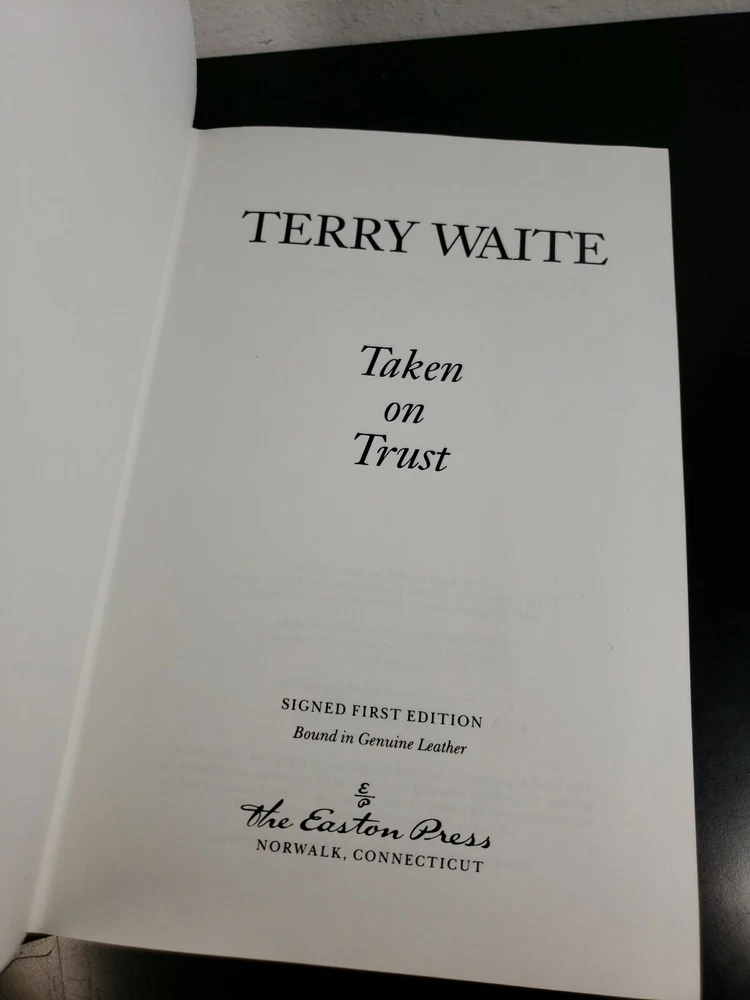 TERRY WAITE
Taken
on
Trust
SIGNED FIRST EDITION
Bound in Genuine Leather
E
P
the Easton Press
NORWALK, CONNECTICUT